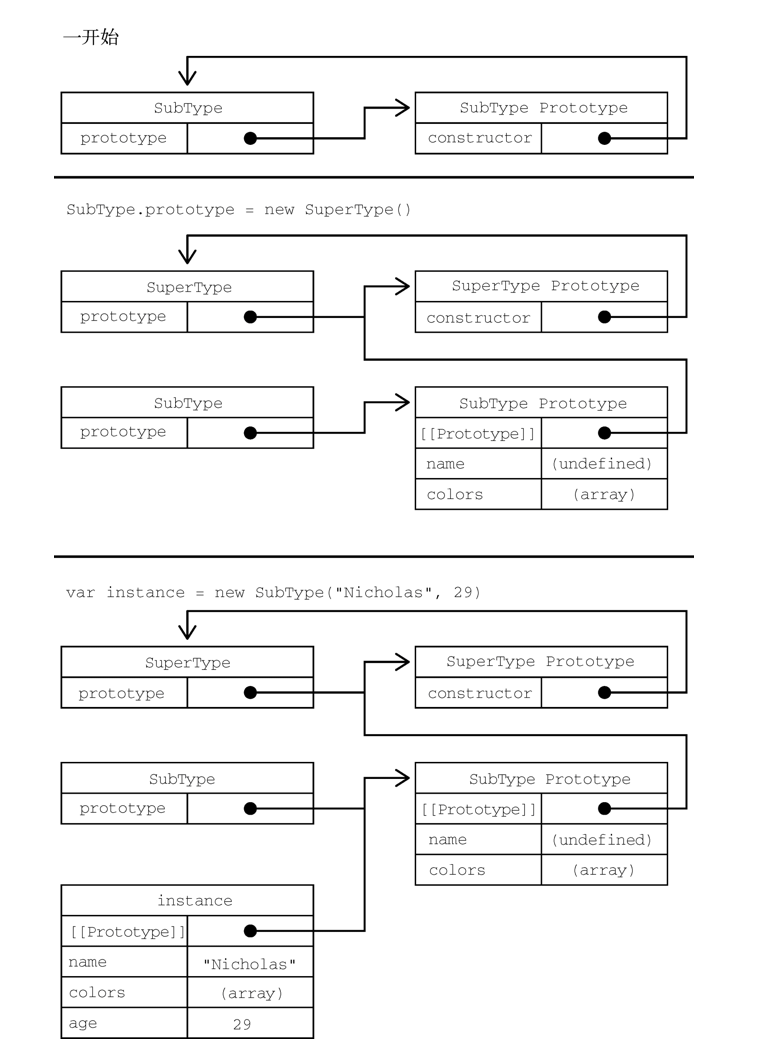 一开始
SubType
SubType Prototype
prototype
constructor
SubType.prototype = new SuperType()
SuperType
SuperType Prototype
prototype
constructor
SubType
SubType Prototype
prototype
[[Prototype]]
name
(undefined)
colors
(array)
var instance = new SubType("Nicholas", 29)
SuperType
SuperType Prototype
prototype
constructor
SubType
SubType Prototype
prototype
[[Prototype]]
name
(undefined)
colors
(array)
instance
[[Prototype]]
name
"Nicholas"
colors
(array)
age
29